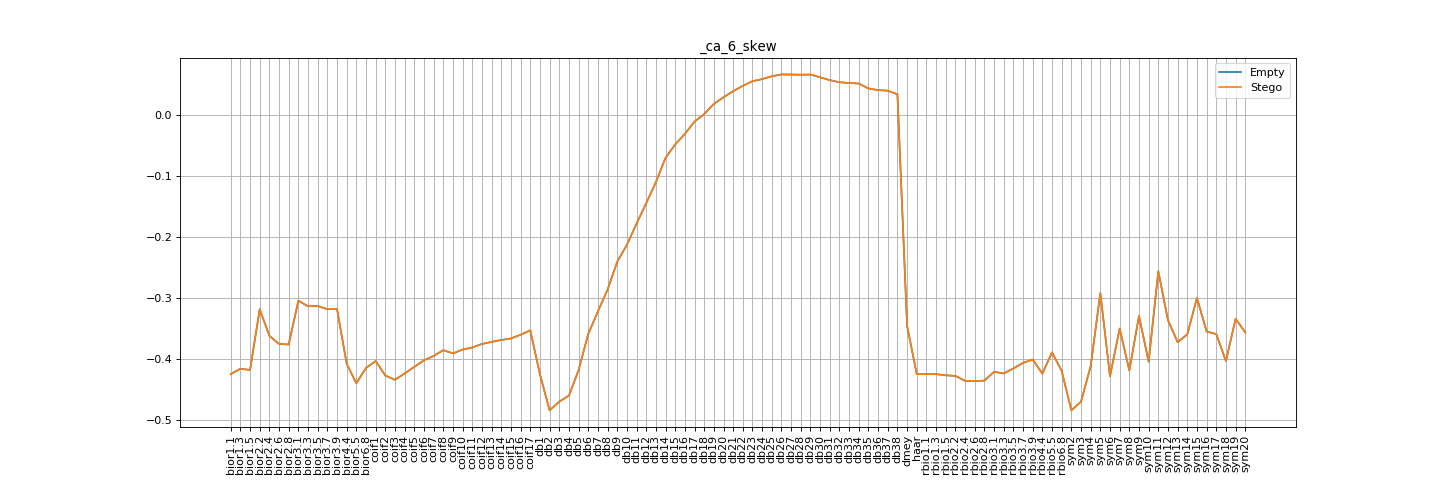 _ca_6_skew
Empty
Stego
0.0
−0.1
−0.2
−0.3
−0.4
−0.5
bior1.1
bior1.3
bior1.5
bior2.2
bior2.4
bior2.6
bior2.8
bior3.1
bior3.3
bior3.5
bior3.7
bior3.9
bior4.4
bior5.5
bior6.8
coif1
coif2
coif3
coif4
coif5
coif6
coif7
coif8
coif9
coif10
coif11
coif12
coif13
coif14
coif15
coif16
coif17
db1
db2
db3
db4
db5
db6
db7
db8
db9
db10
db11
db12
db13
db14
db15
db16
db17
db18
db19
db20
db21
db22
db23
db24
db25
db26
db27
db28
db29
db30
db31
db32
db33
db34
db35
db36
db37
db38
dmey
haar
rbio1.1
rbio1.3
rbio1.5
rbio2.2
rbio2.4
rbio2.6
rbio2.8
rbio3.1
rbio3.3
rbio3.5
rbio3.7
rbio3.9
rbio4.4
rbio5.5
rbio6.8
sym2
sym3
sym4
sym5
sym6
sym7
sym8
sym9
sym10
sym11
sym12
sym13
sym14
sym15
sym16
sym17
sym18
sym19
sym20